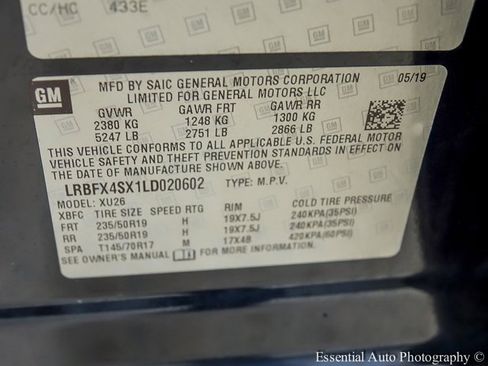 CC/HC 433E
GM
MFD BY SAIC GENERAL MOTORS CORPORATION 05/19
LIMITED FOR GENERAL MOTORS LLC
GVWR GAWR FRT GAWR RR
2380 KG 1248 KG 1300 KG
5247 LB 2751 LB 2866 LB
THIS VEHICLE CONFORMS TO ALL APPLICABLE U.S. FEDERAL MOTOR
VEHICLE SAFETY AND THEFT PREVENTION STANDARDS IN EFFECT
ON THE DATE OF MANUFACTURE SHOWN ABOVE.
LRBFX4SX1LD020602 TYPE: M.P.V.
MODEL: XU26
XBFC TIRE SIZE SPEED RTG RIM COLD TIRE PRESSURE
FRT 235/50R19 H 19X7.5J 240KPA(35PSI)
RR 235/50R19 H 19X7.5J 240KPA(35PSI)
SPA T145/70R17 M 17X4B 420KPA(60PSI)
SEE OWNER'S MANUAL FOR MORE INFORMATION.
Essential Auto Photography ©